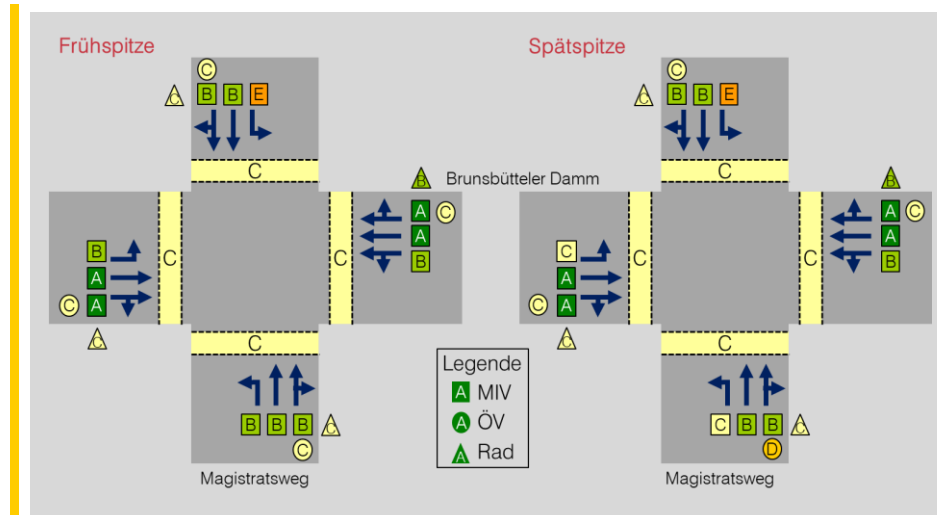 Frühspitze
Spätspitze
C
C
C B B E
C B B E
C
C
B
B
Brunsbütteler Damm
A C
A C
A
A
B
B
B
C
A
A
C A
C A
C
C
C
C
C
C
C
C
Legende
A MIV
A ÖV
A Rad
B B B C
C B B C
C
D
Magistratsweg
Magistratsweg